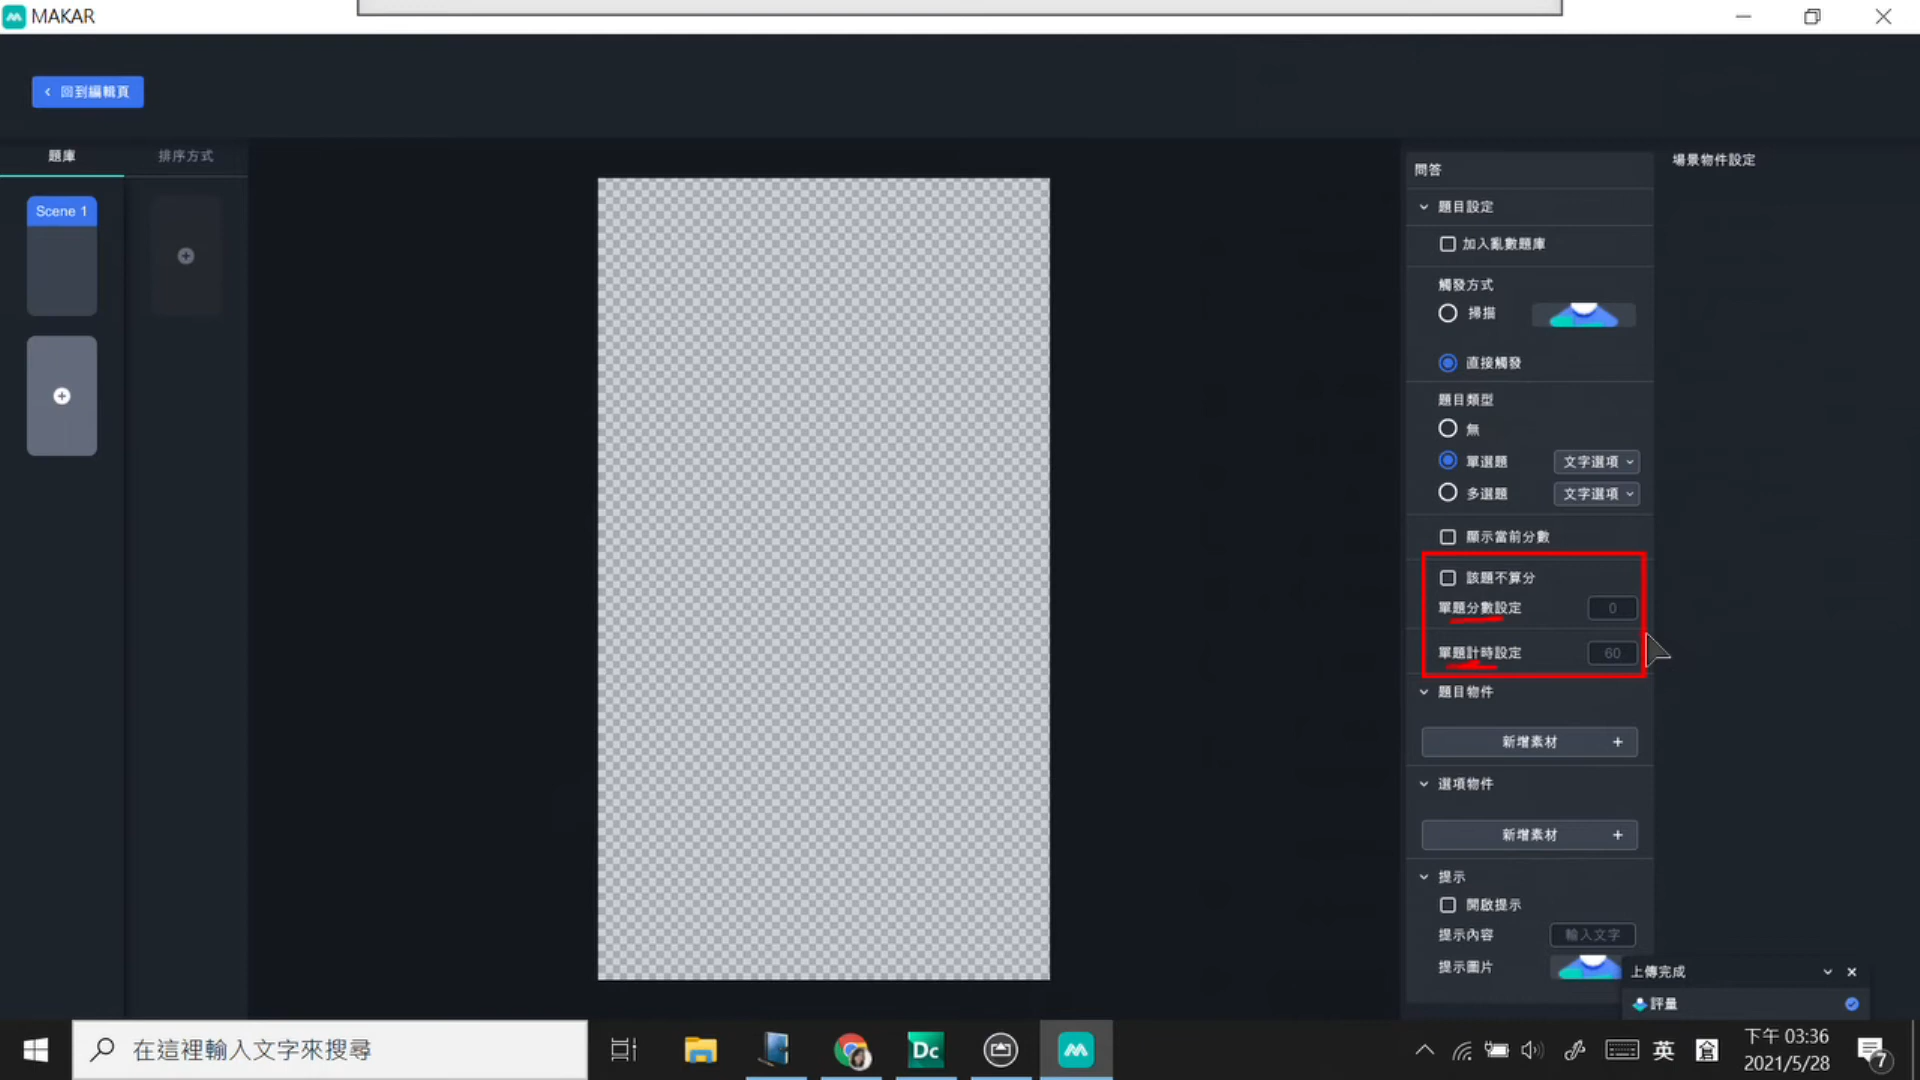 MAKAR
回到編輯頁
題庫
排序方式
Scene 1
問答
題目設定
加入亂數題庫
觸發方式
掃描
直接觸發
題目類型
無
單選題
文字選項
多選題
文字選項
顯示當前分數
該題不算分
單題分數設定
0
單題計時設定
60
題目物件
新增素材
+
選項物件
新增素材
+
提示
開啟提示
提示內容
輸入文字
提示圖片
場景物件設定
上傳完成
評量
在這裡輸入文字來搜尋
Dc
英
倉
下午 03:36
2021/5/28
7